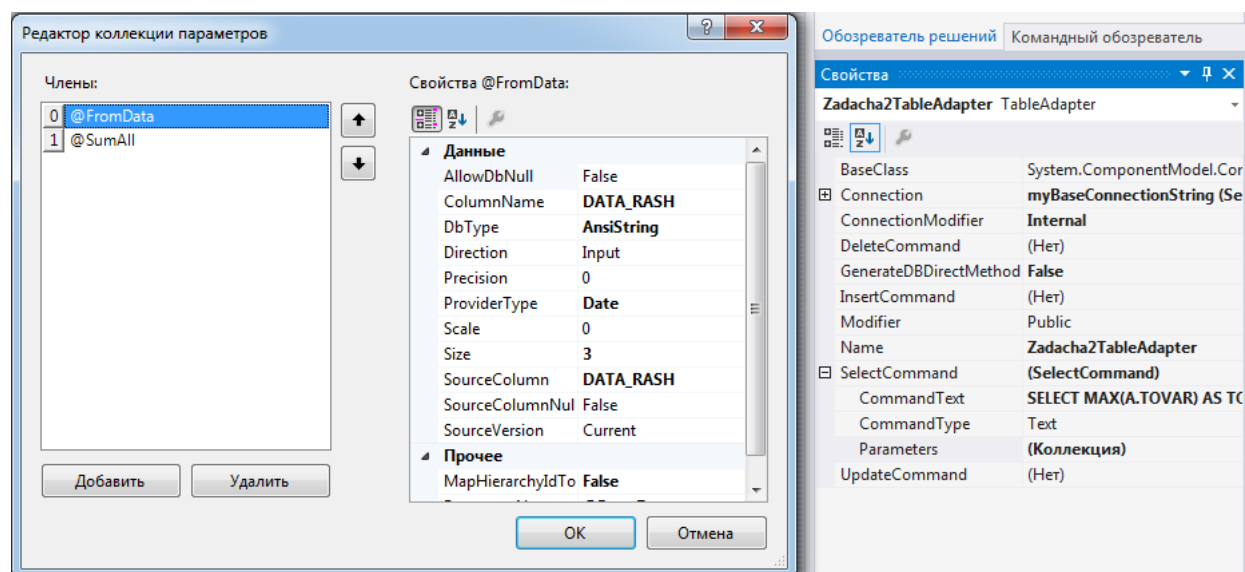 Редактор коллекции параметров
Члены:
0 @FromData
1 @SumAll
Добавить Удалить
Свойства @FromData:
Данные
AllowDbNull False
ColumnName DATA_RASH
DbType AnsiString
Direction Input
Precision 0
ProviderType Date
Scale 0
Size 3
SourceColumn DATA_RASH
SourceColumnNul False
SourceVersion Current
Прочее
MapHierarchyIdTo False
OK Отмена
Обозреватель решений Командный обозреватель
Свойства
Zadacha2TableAdapter TableAdapter
BaseClass System.ComponentModel.Cor
Connection myBaseConnectionString (Se
ConnectionModifier Internal
DeleteCommand (Нет)
GenerateDBDirectMethod False
InsertCommand (Нет)
Modifier Public
Name Zadacha2TableAdapter
SelectCommand (SelectCommand)
CommandText SELECT MAX(A.TOVAR) AS TC
CommandType Text
Parameters (Коллекция)
UpdateCommand (Нет)